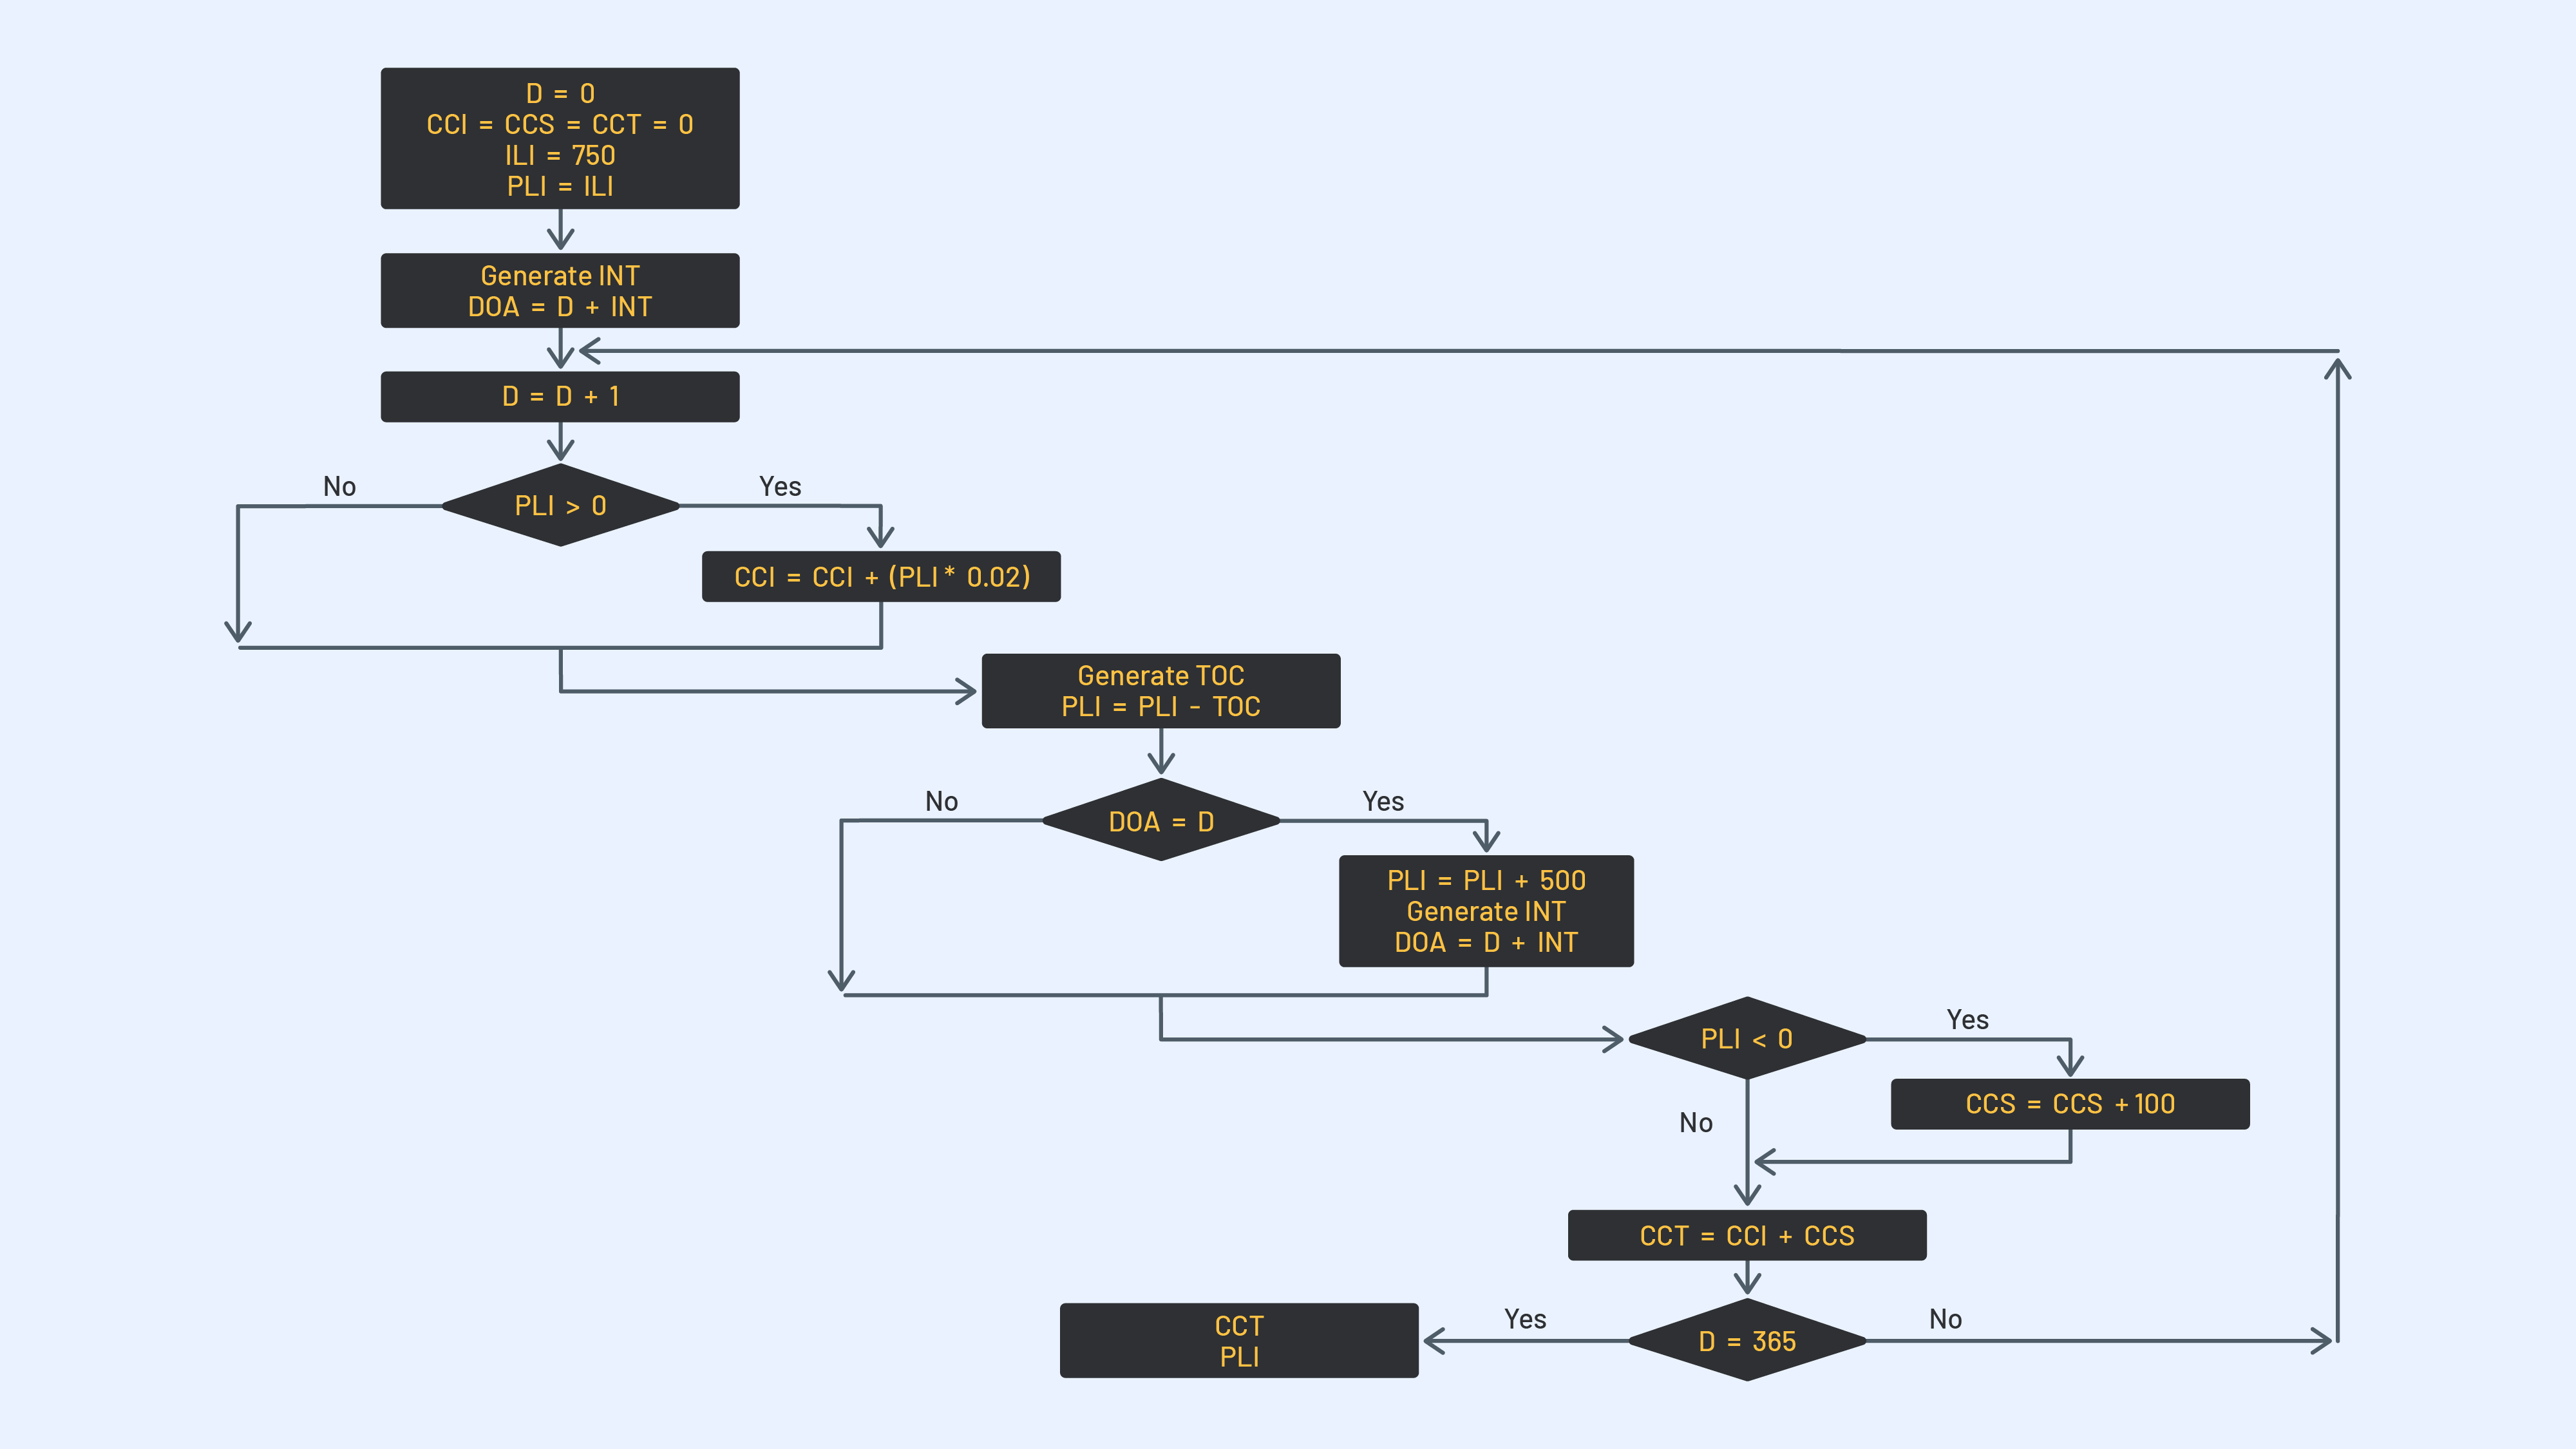 D = 0
CCI = CCS = CCT = 0
ILI = 750
PLI = ILI
Generate INT
DOA = D + INT
D = D + 1
No
PLI > 0
Yes
CCI = CCI + (PLI * 0.02)
Generate TOC
PLI = PLI - TOC
No
DOA = D
Yes
PLI = PLI + 500
Generate INT
DOA = D + INT
PLI < 0
Yes
CCS = CCS + 100
No
CCT = CCI + CCS
D = 365
Yes
No
CCT
PLI